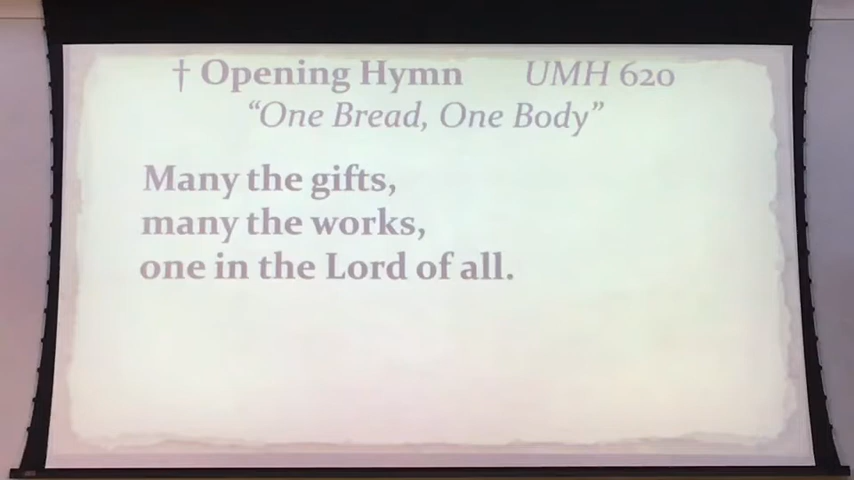 † Opening Hymn UMH 620
“One Bread, One Body”
Many the gifts,
many the works,
one in the Lord of all.